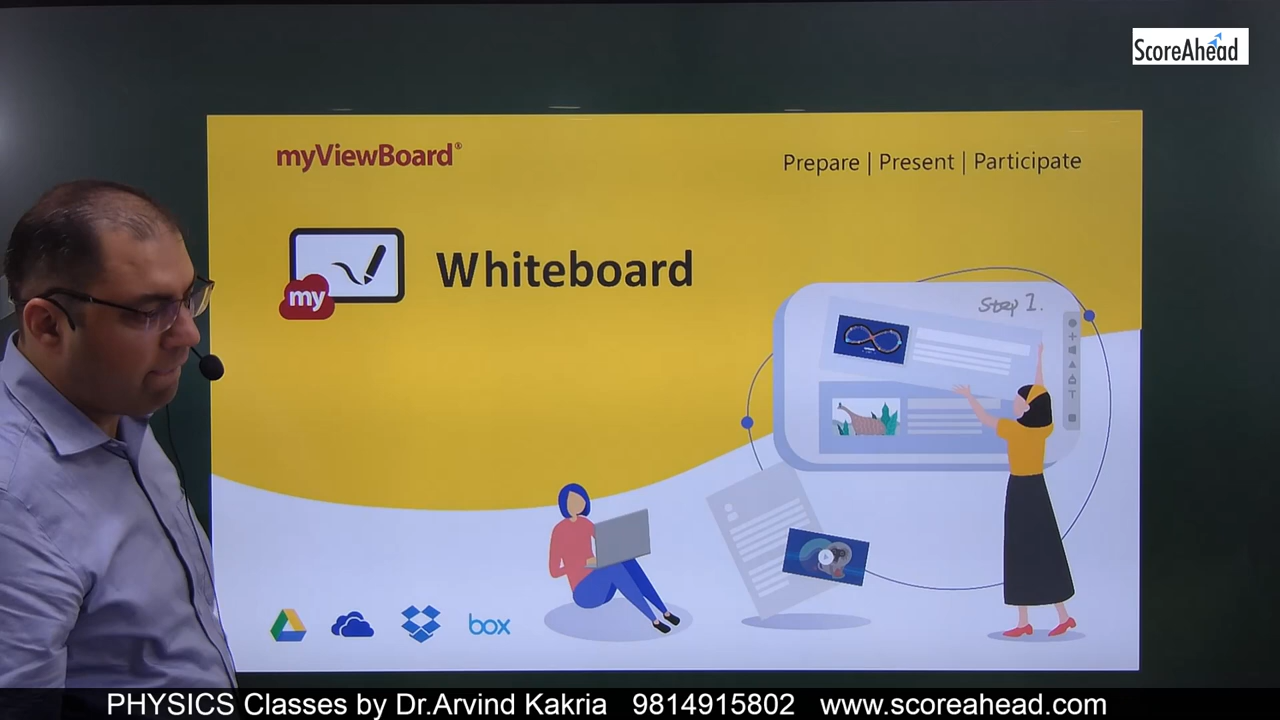 ScoreAhead
myViewBoard®
Prepare | Present | Participate
my
Whiteboard
Step 1.
box
PHYSICS Classes by Dr.Arvind Kakria 9814915802 www.scoreahead.com